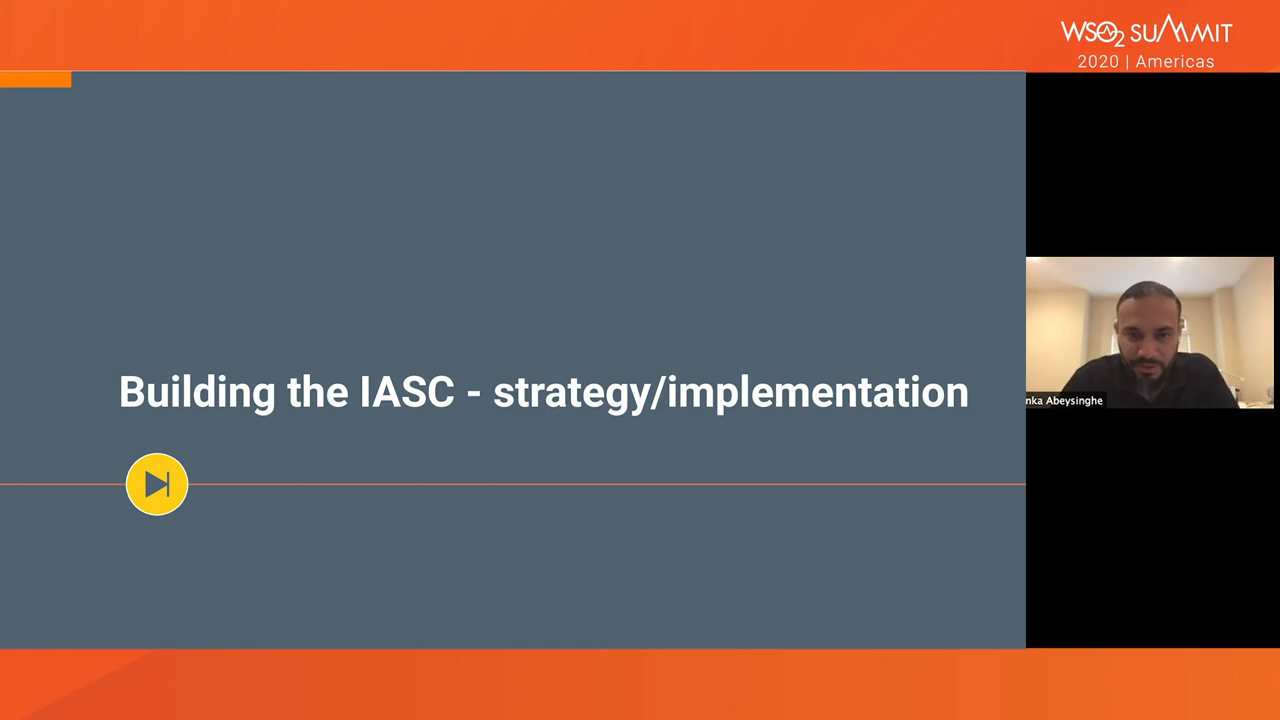 WSO2 SUMMIT
2020 | Americas
Building the IASC - strategy/implementation
nka Abeysinghe